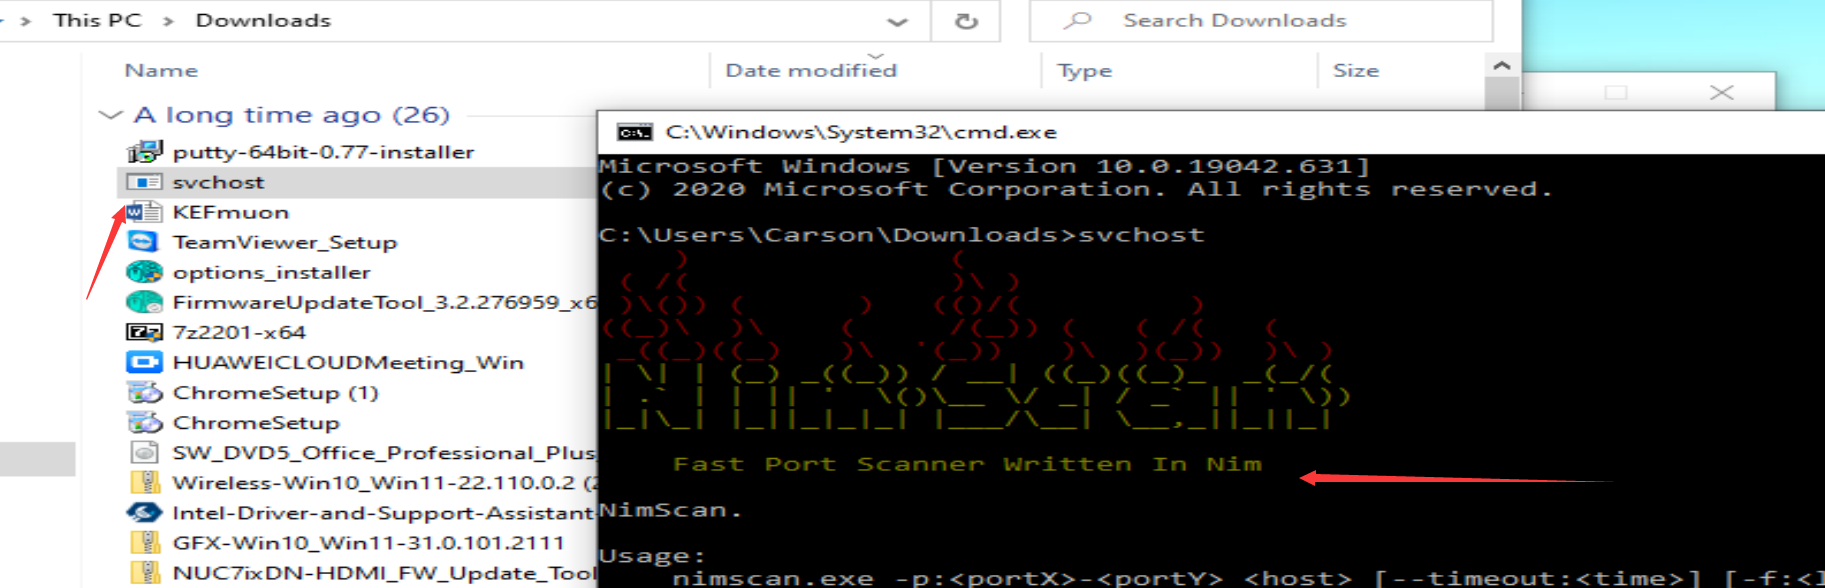 This PC > Downloads
Search Downloads
Name
Date modified
Type
Size
A long time ago (26)
putty-64bit-0.77-installer
svchost
KEFmuon
TeamViewer_Setup
options_installer
FirmwareUpdateTool_3.2.276959_x6
7z2201-x64
HUAWEICLOUDMeeting_Win
ChromeSetup (1)
ChromeSetup
SW_DVD5_Office_Professional_Plus_
Wireless-Win10_Win11-22.110.0.2 (2
Intel-Driver-and-Support-Assistant-
GFX-Win10_Win11-31.0.101.2111
NUC7ixDN-HDMI_FW_Update_Tool
C:\Windows\System32\cmd.exe
Microsoft Windows [Version 10.0.19042.631]
(c) 2020 Microsoft Corporation. All rights reserved.
C:\Users\Carson\Downloads>svchost
NimScan
Fast Port Scanner Written In Nim
NimScan.
Usage:
nimscan.exe -p:<portX>-<portY> <host> [--timeout:<time>] [-f:<